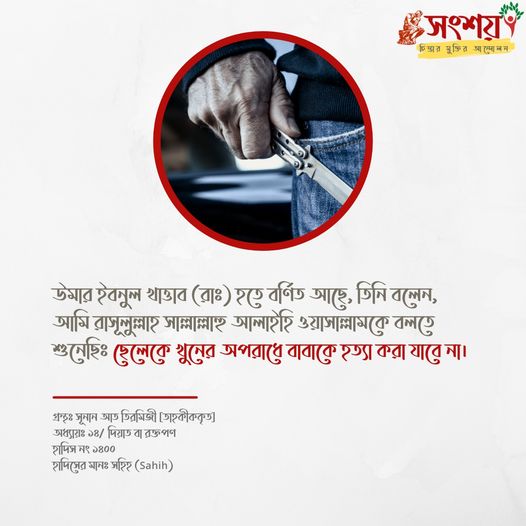 সংশয়
চিন্তার মুক্তির আন্দোলন
উমার ইবনুল খাত্তাব (রাঃ) হতে বর্ণিত আছে, তিনি বলেন,
আমি রাসূলুল্লাহ সাল্লাল্লাহু আলাইহি ওয়াসাল্লামকে বলতে
শুনেছিঃ ছেলেকে খুনের অপরাধে বাবাকে হত্যা করা যাবে না।
গ্রন্থঃ সূনান আত তিরমিজী [তাহকীককৃত]
অধ্যায়ঃ ১৪/ দিয়াত বা রক্তপণ
হাদিস নং ১৪০০
হাদিসের মানঃ সহিহ (Sahih)